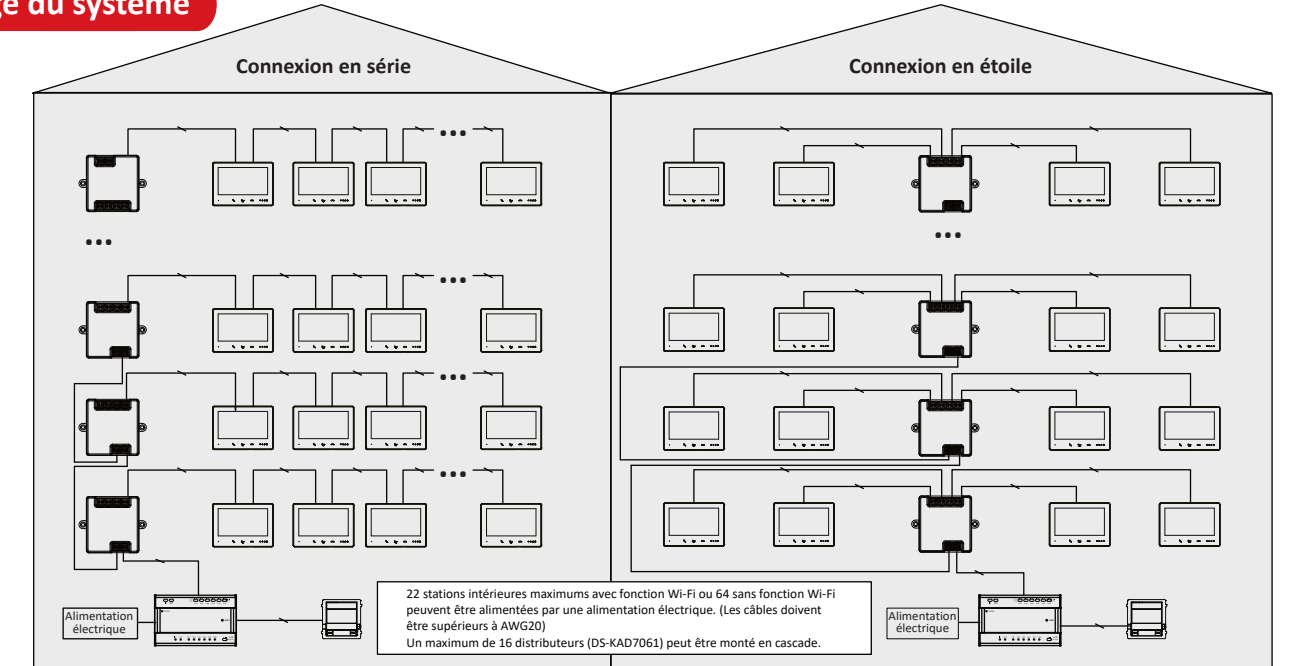 ge du système
Connexion en série
Connexion en étoile
22 stations intérieures maximums avec fonction Wi-Fi ou 64 sans fonction Wi-Fi
peuvent être alimentées par une alimentation électrique. (Les câbles doivent
être supérieurs à AWG20)
Un maximum de 16 distributeurs (DS-KAD7061) peut être monté en cascade.
Alimentation
électrique
Alimentation
électrique